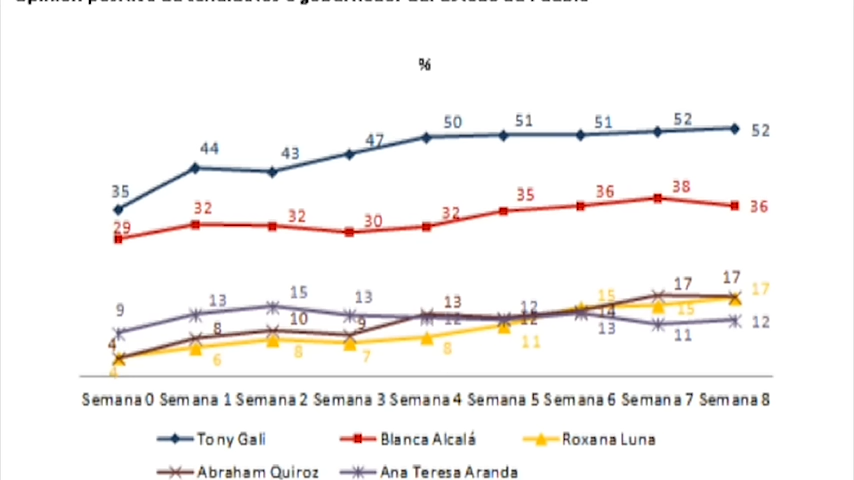 %
50 51 51 52 52
44 43 47
35
38
35 36 36
32 32 30 32
29
17 17 17
15 13 15 15
13 13 12 14
9 10 9 12 12 13 11 12
8
4 6 8 7 8 11
4
Semana 0 Semana 1 Semana 2 Semana 3 Semana 4 Semana 5 Semana 6 Semana 7 Semana 8
Tony Gali Blanca Alcalá Roxana Luna
Abraham Quiroz Ana Teresa Aranda